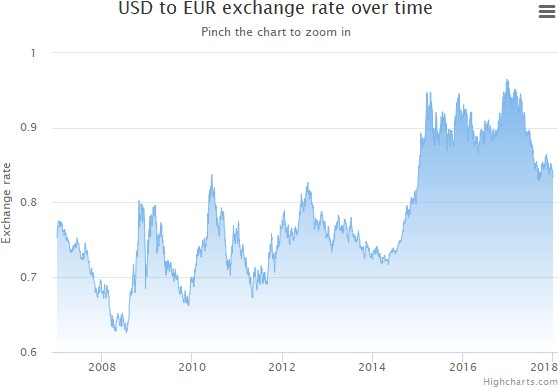 USD to EUR exchange rate over time
Pinch the chart to zoom in
Exchange rate
1
0.9
0.8
0.7
0.6
2008
2010
2012
2014
2016
2018
Highcharts.com